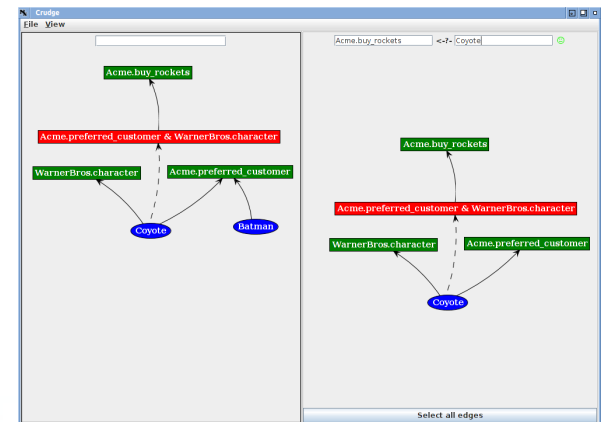 Crudge
File View
Acme.buy_rockets
Acme.preferred_customer & WarnerBros.character
WarnerBros.character
Acme.preferred_customer
Coyote
Batman
Acme.buy_rockets <-?- Coyote
Acme.buy_rockets
Acme.preferred_customer & WarnerBros.character
WarnerBros.character
Acme.preferred_customer
Coyote
Select all edges